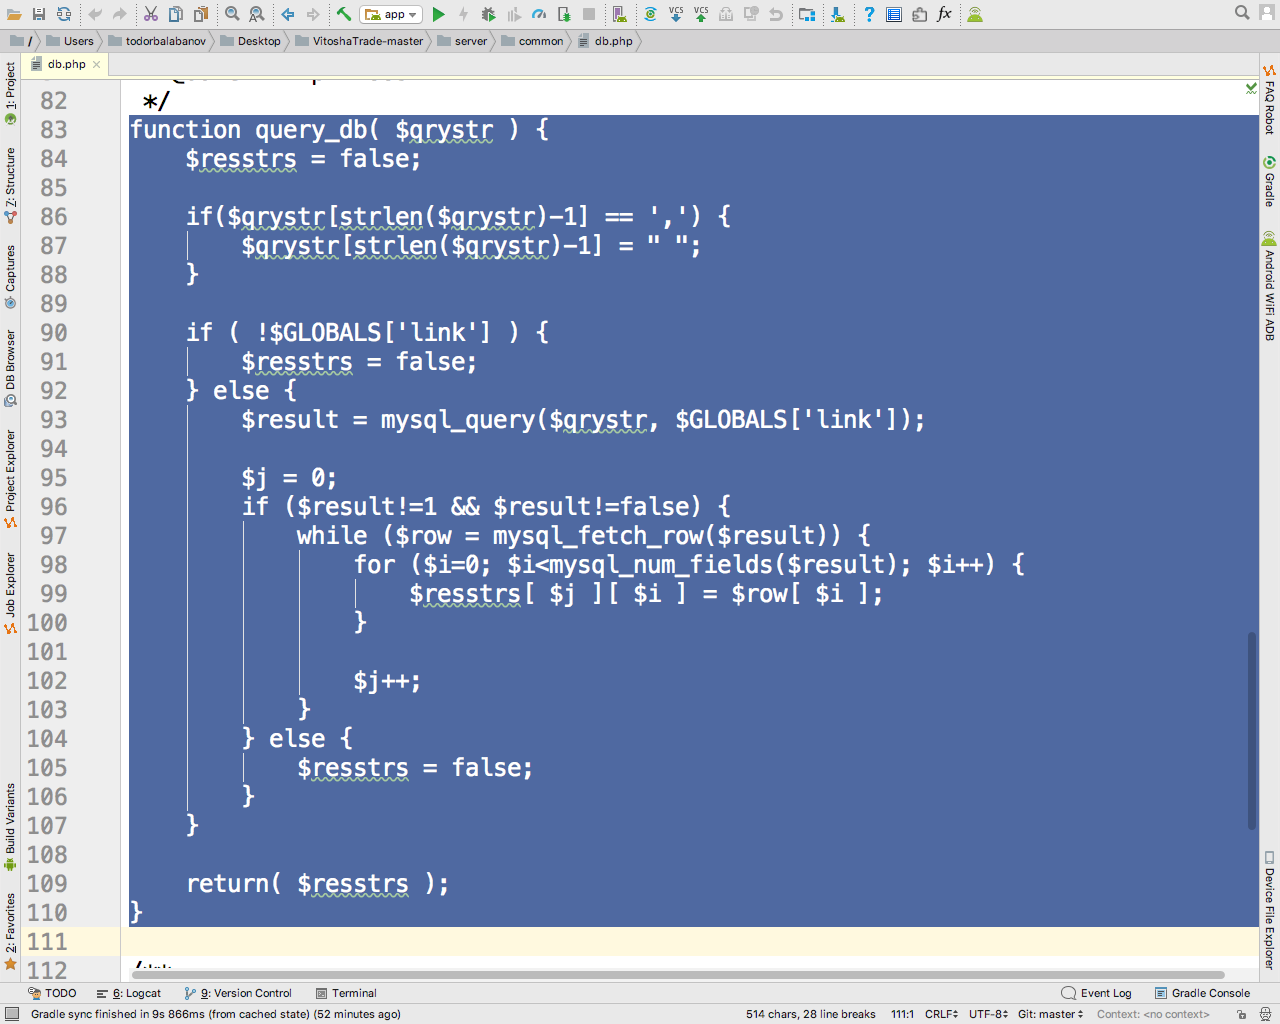 app
VCS
VCS
?
fx
/
Users
todorbalabanov
Desktop
VitoshaTrade-master
server
common
db.php
db.php
1: Project
Z: Structure
Captures
DB Browser
Project Explorer
Job Explorer
Build Variants
2: Favorites
82 */
83 function query_db( $qrystr ) {
84 $resstrs = false;
85
86 if($qrystr[strlen($qrystr)-1] == ',') {
87 $qrystr[strlen($qrystr)-1] = " ";
88 }
89
90 if ( !$GLOBALS['link'] ) {
91 $resstrs = false;
92 } else {
93 $result = mysql_query($qrystr, $GLOBALS['link']);
94
95 $j = 0;
96 if ($result!=1 && $result!=false) {
97 while ($row = mysql_fetch_row($result)) {
98 for ($i=0; $i<mysql_num_fields($result); $i++) {
99 $resstrs[ $j ][ $i ] = $row[ $i ];
100 }
101
102 $j++;
103 }
104 } else {
105 $resstrs = false;
106 }
107 }
108
109 return( $resstrs );
110 }
111
112
FAQ Robot
Gradle
Android WiFi ADB
Device File Explorer
TODO
6: Logcat
9: Version Control
Terminal
Event Log
Gradle Console
Gradle sync finished in 9s 866ms (from cached state) (52 minutes ago)
514 chars, 28 line breaks
111:1
CRLF
UTF-8
Git: master
Context: <no context>